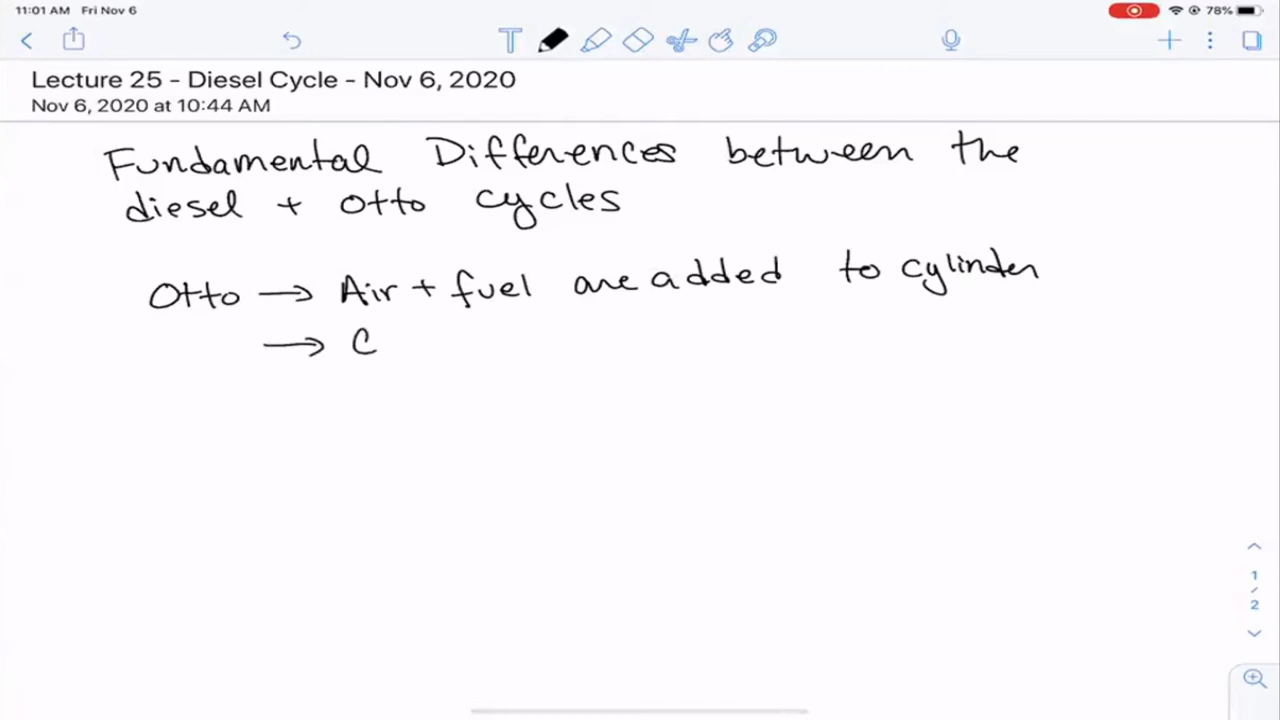 11:01 AM Fri Nov 6
78%
Lecture 25 - Diesel Cycle - Nov 6, 2020
Nov 6, 2020 at 10:44 AM
Fundamental Differences between the
diesel + Otto cycles
Otto → Air + fuel are added to cylinder
→ C
1
/
2